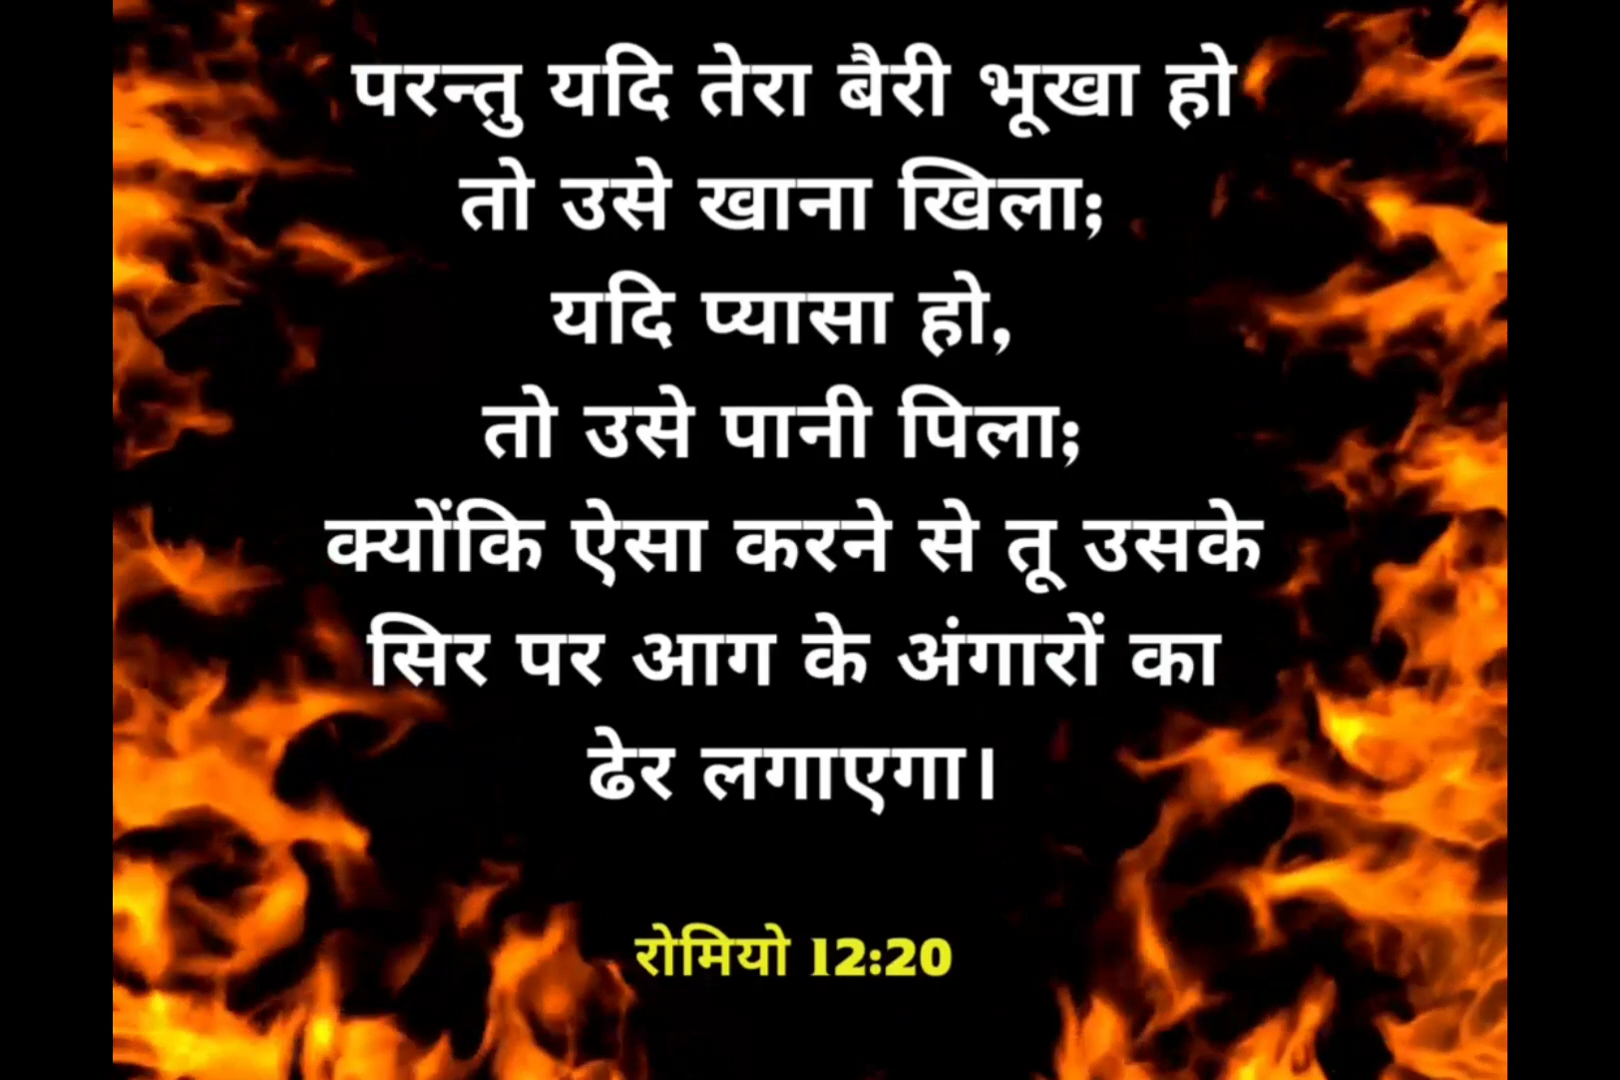 परन्तु यदि तेरा बैरी भूखा हो
तो उसे खाना खिला;
यदि प्यासा हो,
तो उसे पानी पिला;
क्योंकि ऐसा करने से तू उसके
सिर पर आग के अंगारों का
ढेर लगाएगा।
रोमियो 12:20